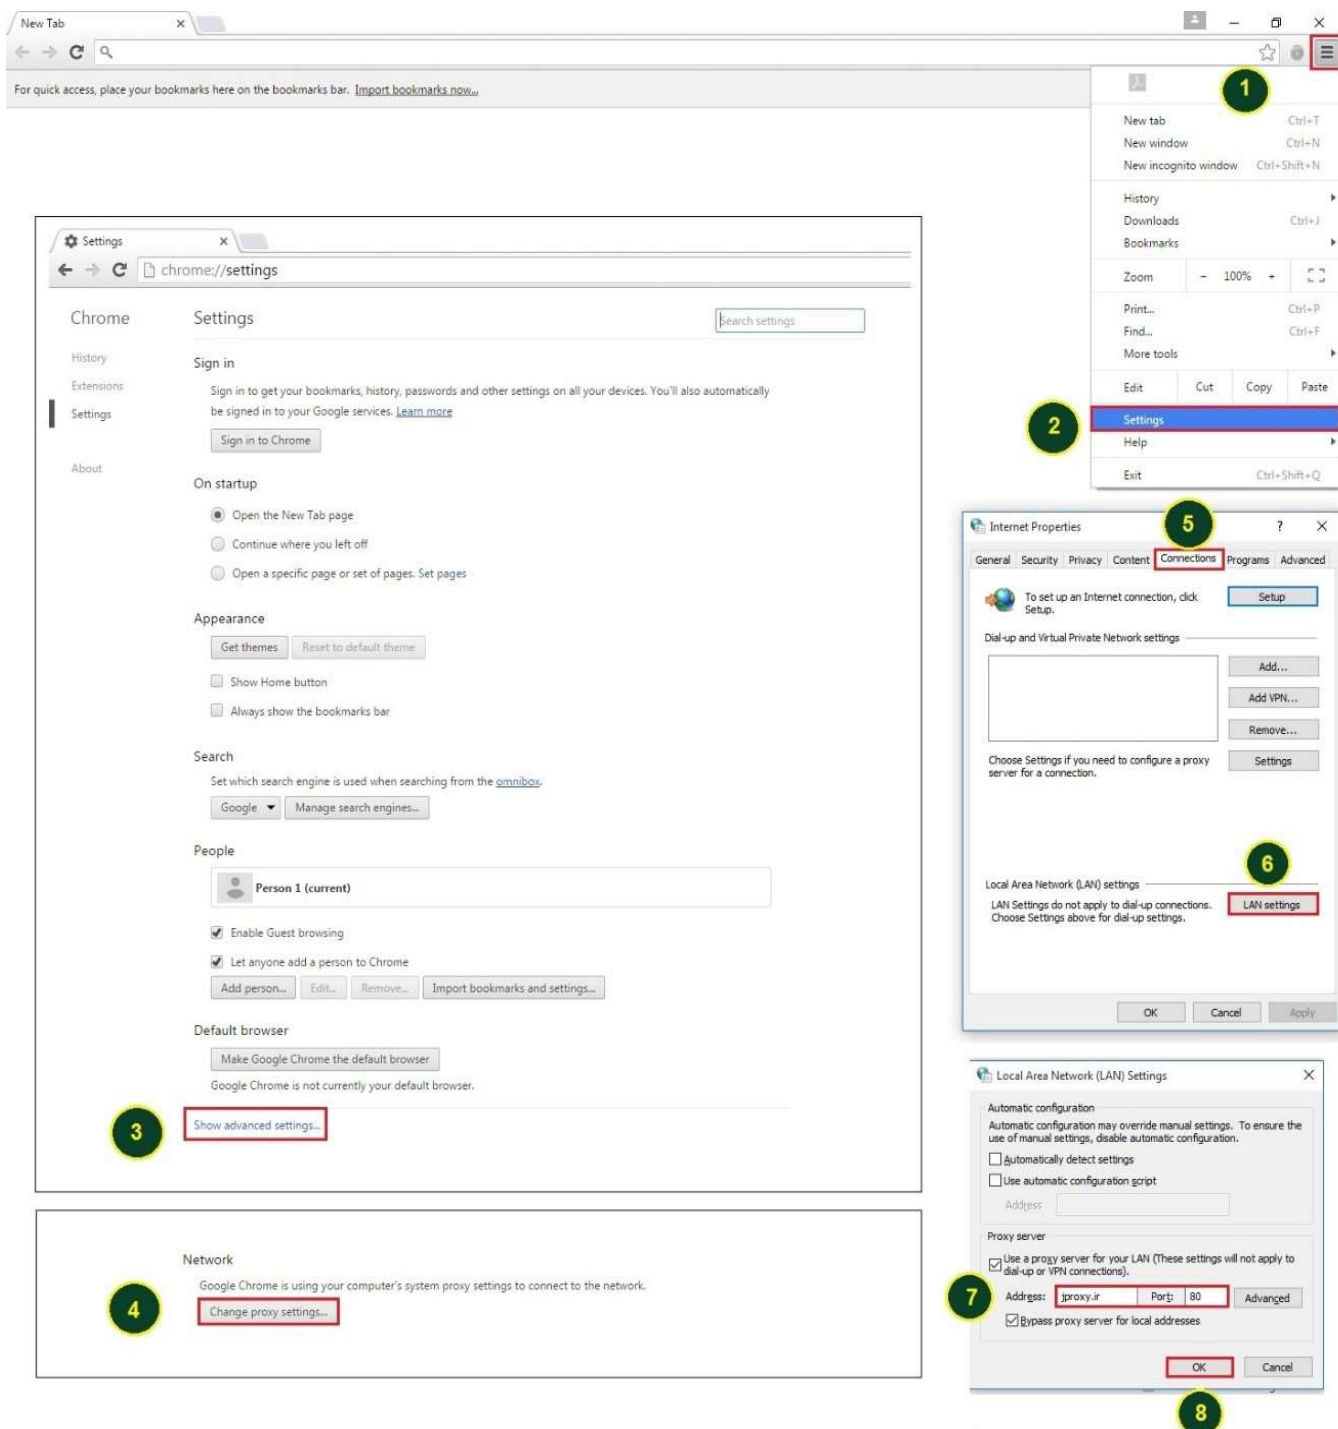 New Tab
For quick access, place your bookmarks here on the bookmarks bar. Import bookmarks now...
1
New tab Ctrl+T
New window Ctrl+N
New incognito window Ctrl+Shift+N
History
Downloads Ctrl+J
Bookmarks
Zoom - 100% +
Print... Ctrl+P
Find... Ctrl+F
More tools
Edit Cut Copy Paste
2
Settings
Help
Exit Ctrl+Shift+Q
Settings
chrome://settings
Chrome
History
Extensions
Settings
About
Settings
Search settings
Sign in
Sign in to get your bookmarks, history, passwords and other settings on all your devices. You'll also automatically
be signed in to your Google services. Learn more
Sign in to Chrome
On startup
Open the New Tab page
Continue where you left off
Open a specific page or set of pages. Set pages
Appearance
Get themes Reset to default theme
Show Home button
Always show the bookmarks bar
Search
Set which search engine is used when searching from the omnibox.
Google Manage search engines...
People
Person 1 (current)
Enable Guest browsing
Let anyone add a person to Chrome
Add person... Edit... Remove... Import bookmarks and settings...
Default browser
Make Google Chrome the default browser
Google Chrome is not currently your default browser.
3
Show advanced settings...
Network
Google Chrome is using your computer's system proxy settings to connect to the network.
4
Change proxy settings...
Internet Properties ?
5
General Security Privacy Content Connections Programs Advanced
To set up an Internet connection, click
Setup.
Setup
Dial-up and Virtual Private Network settings
Add...
Add VPN...
Remove...
Choose Settings if you need to configure a proxy
server for a connection.
Settings
6
Local Area Network (LAN) settings
LAN Settings do not apply to dial-up connections.
Choose Settings above for dial-up settings.
LAN settings
OK Cancel Apply
Local Area Network (LAN) Settings
Automatic configuration
Automatic configuration may override manual settings. To ensure the
use of manual settings, disable automatic configuration.
Automatically detect settings
Use automatic configuration script
Address
Proxy server
Use a proxy server for your LAN (These settings will not apply to
dial-up or VPN connections).
7
Address: jproxy.ir Port: 80 Advanced
Bypass proxy server for local addresses
OK Cancel
8